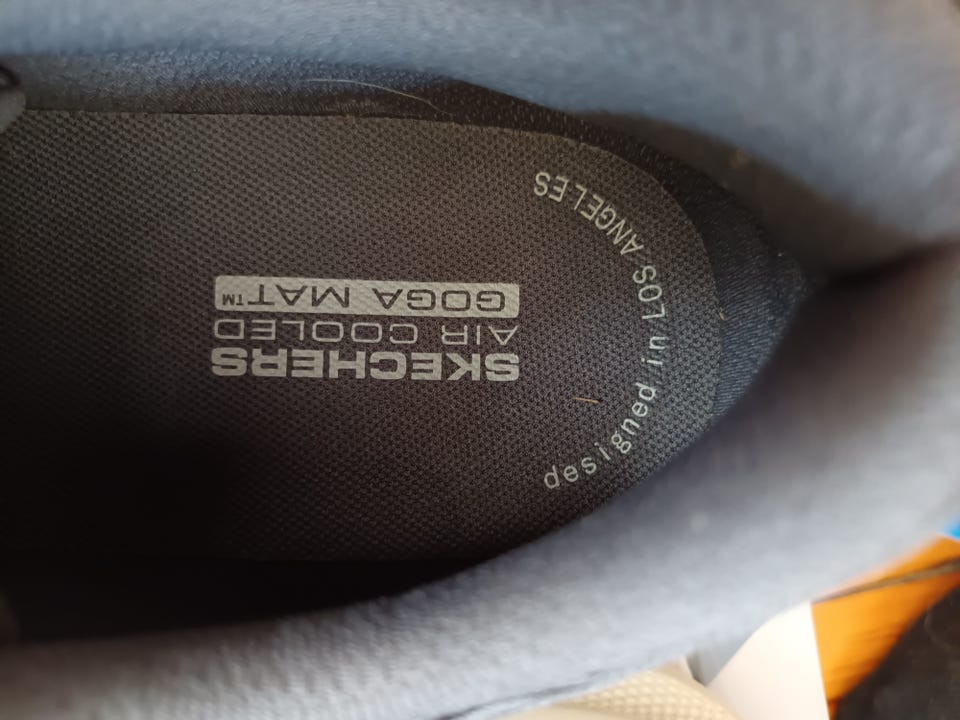 SKECHERS
AIR COOLED
GOGA MAT™
designed in LOS ANGELES